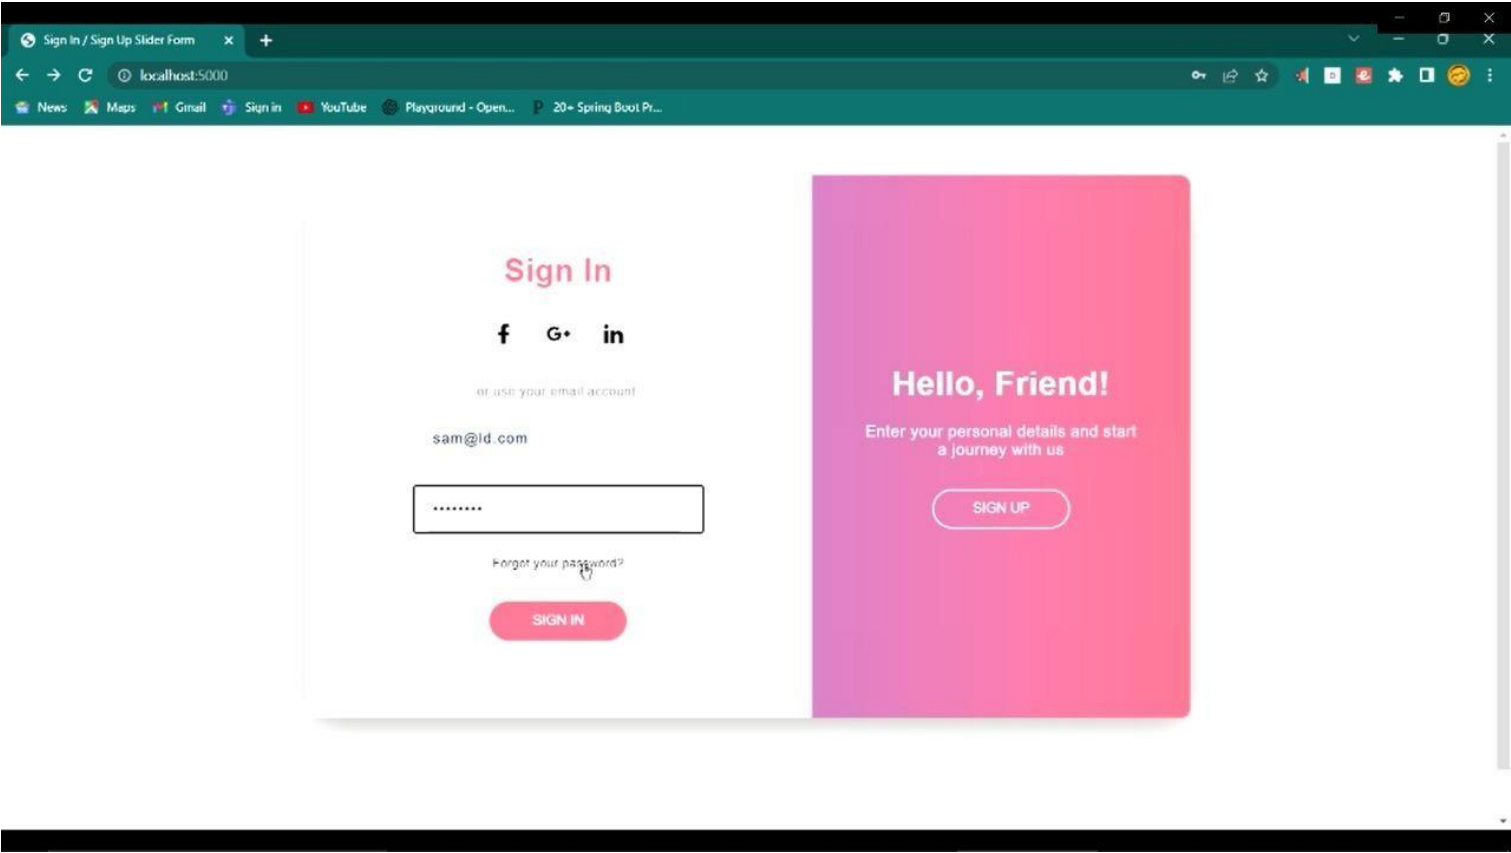 Sign In / Sign Up Slider Form
localhost:5000
News Maps Gmail Sign in YouTube Playground - Open... 20+ Spring Boot Pr...
Sign In
f G+ in
or use your email account
sam@ld.com
••••••••
Forgot your password?
SIGN IN
Hello, Friend!
Enter your personal details and start
a journey with us
SIGN UP